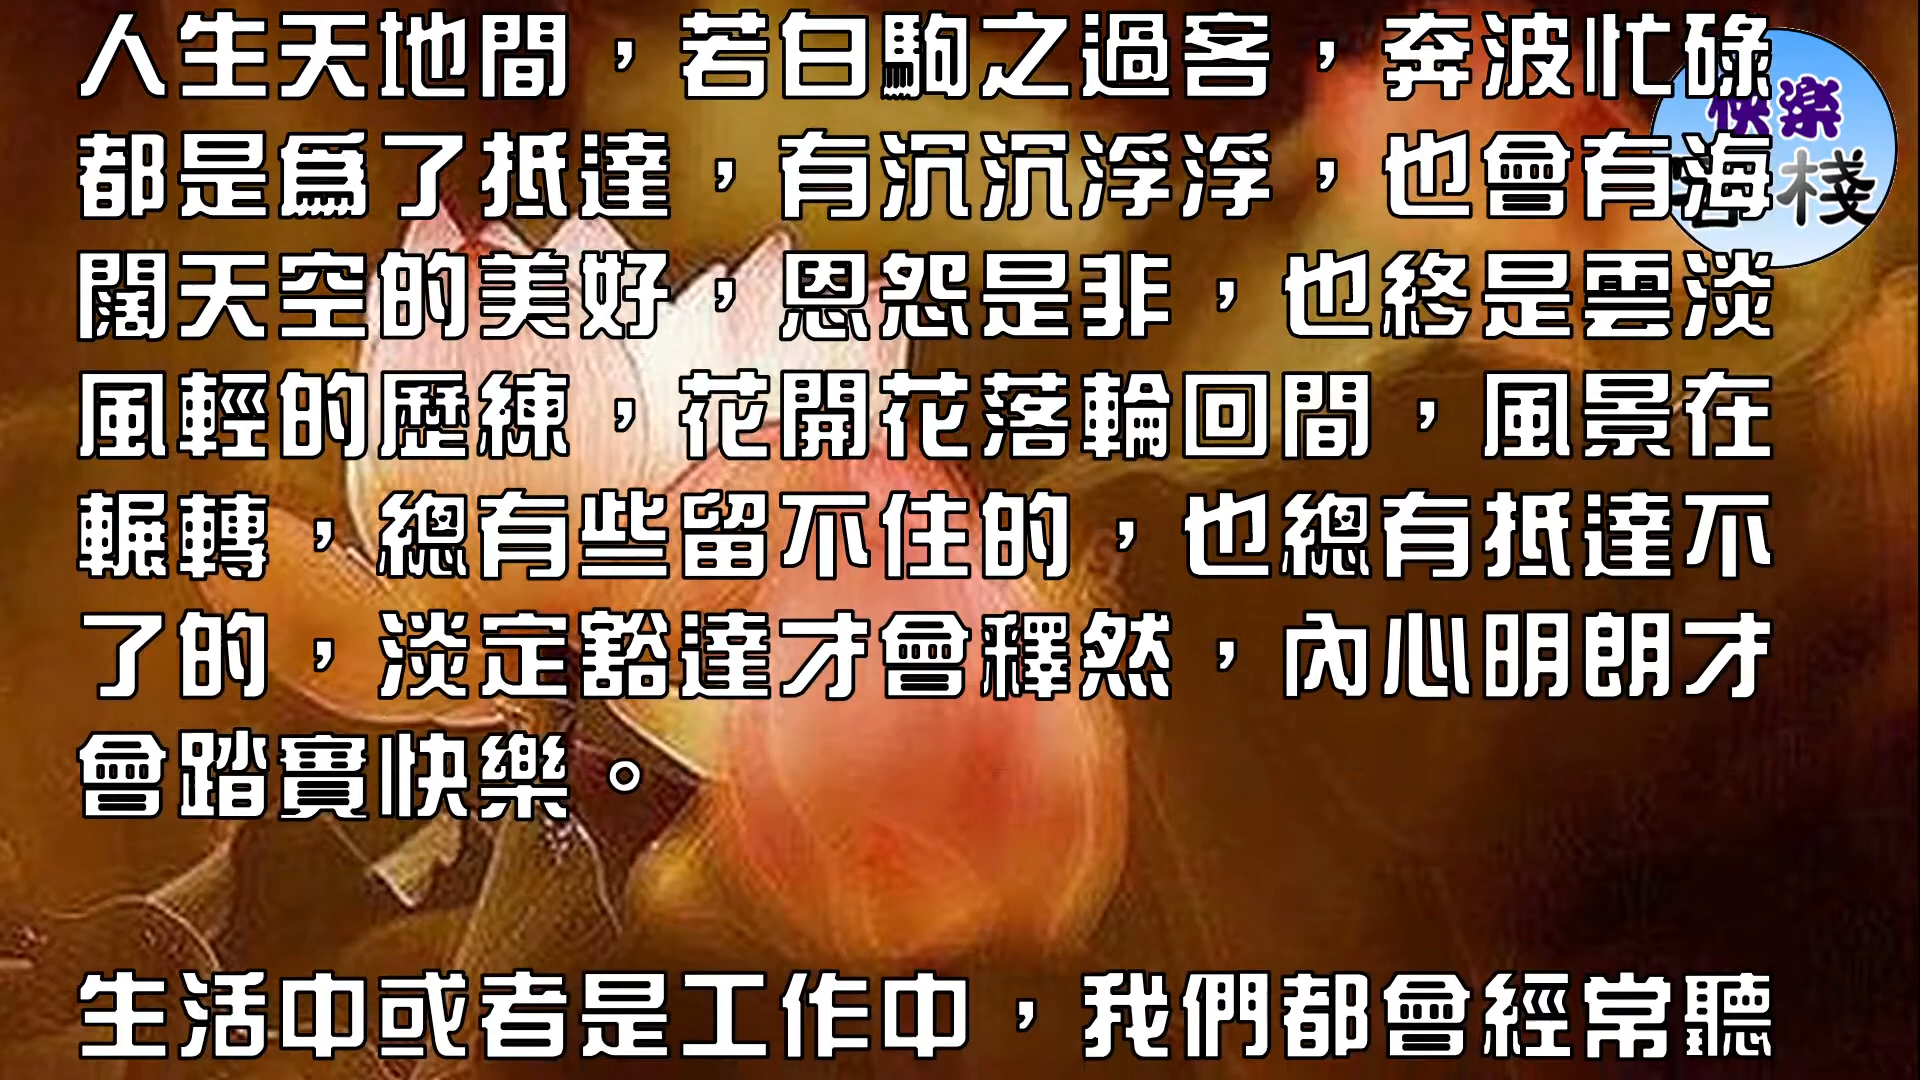 人生天地間，若白駒之過客，奔波忙碌
都是爲了抵達，有沉沉浮浮，也會有海
闊天空的美好，恩怨是非，也終是雲淡
風輕的歷練，花開花落輪回間，風景在
輾轉，總有些留不住的，也總有抵達不
了的，淡定豁達才會釋然，內心明朗才
會踏實快樂。
生活中或者是工作中，我們都會經常聽
快樂
客棧